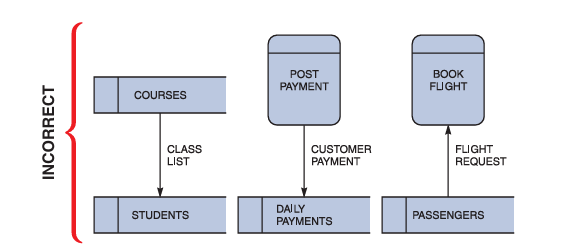 INCORRECT
COURSES
CLASS
LIST
STUDENTS
POST
PAYMENT
CUSTOMER
PAYMENT
DAILY
PAYMENTS
BOOK
FLIGHT
FLIGHT
REQUEST
PASSENGERS